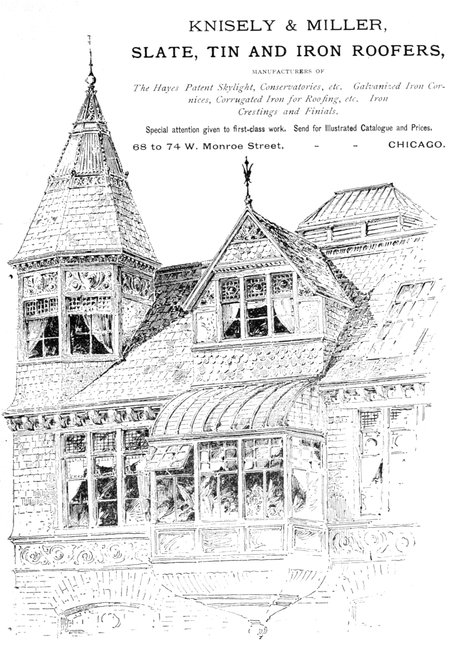 KNISELY & MILLER,
SLATE, TIN AND IRON ROOFERS,
MANUFACTURERS OF
The Hayes Patent Skylight, Conservatories, etc. Galvanized Iron Cor-
nices, Corrugated Iron for Roofing, etc. Iron
Crestings and Finials.
Special attention given to first-class work. Send for Illustrated Catalogue and Prices.
68 to 74 W. Monroe Street. - - CHICAGO.